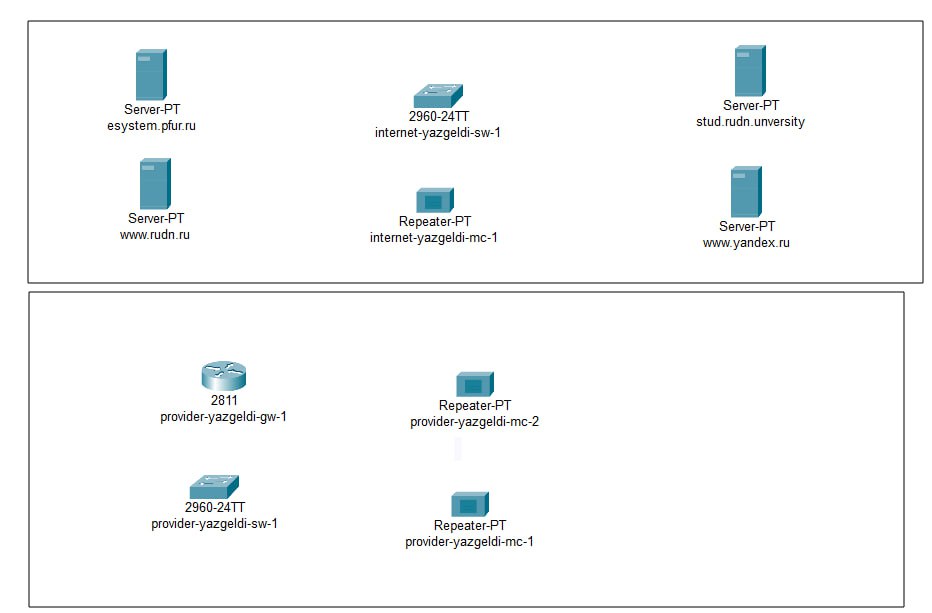 Server-PT
esystem.pfur.ru
2960-24TT
internet-yazgeldi-sw-1
Server-PT
stud.rudn.unversity
Server-PT
www.rudn.ru
Repeater-PT
internet-yazgeldi-mc-1
Server-PT
www.yandex.ru
2811
provider-yazgeldi-gw-1
Repeater-PT
provider-yazgeldi-mc-2
2960-24TT
provider-yazgeldi-sw-1
Repeater-PT
provider-yazgeldi-mc-1